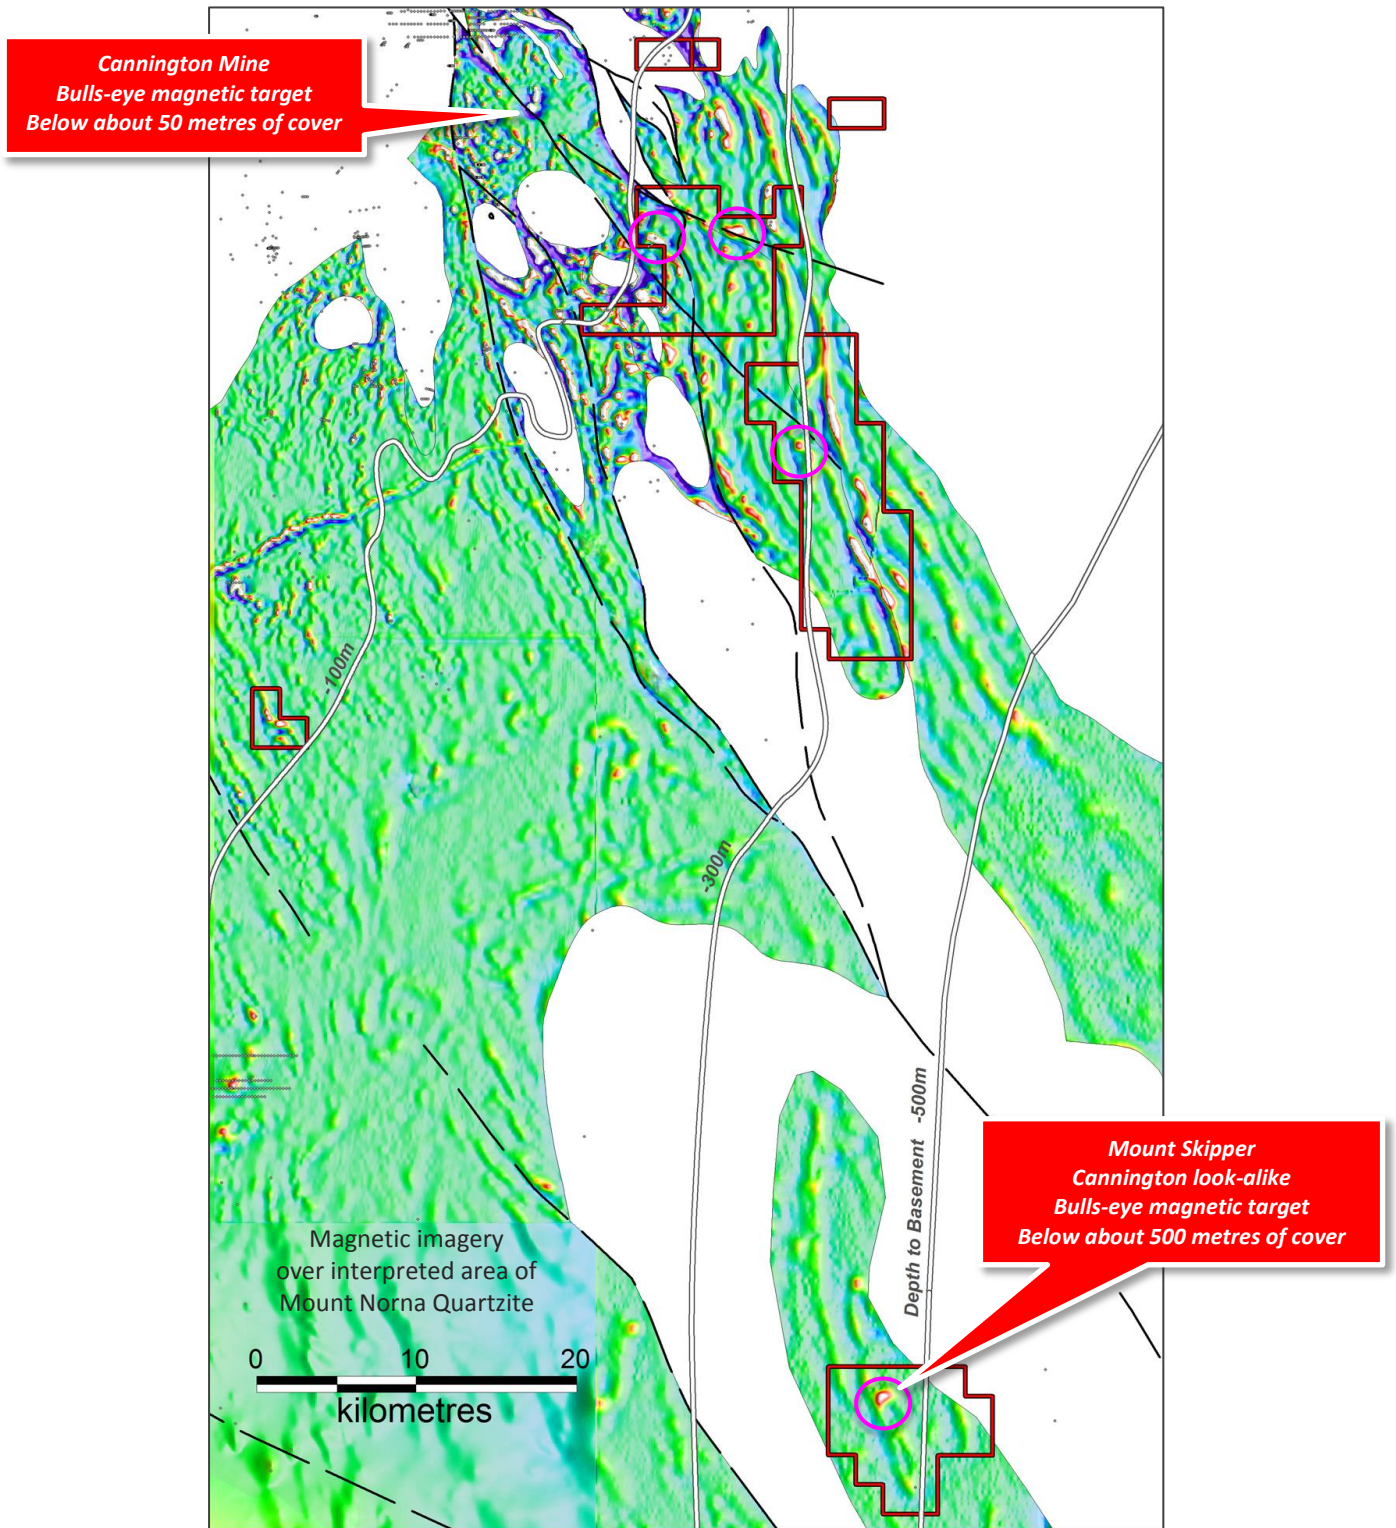 Cannington Mine
Bulls-eye magnetic target
Below about 50 metres of cover
-100m
-300m
Depth to Basement -500m
Mount Skipper
Cannington look-alike
Bulls-eye magnetic target
Below about 500 metres of cover
Magnetic imagery
over interpreted area of
Mount Norna Quartzite
0 10 20
kilometres